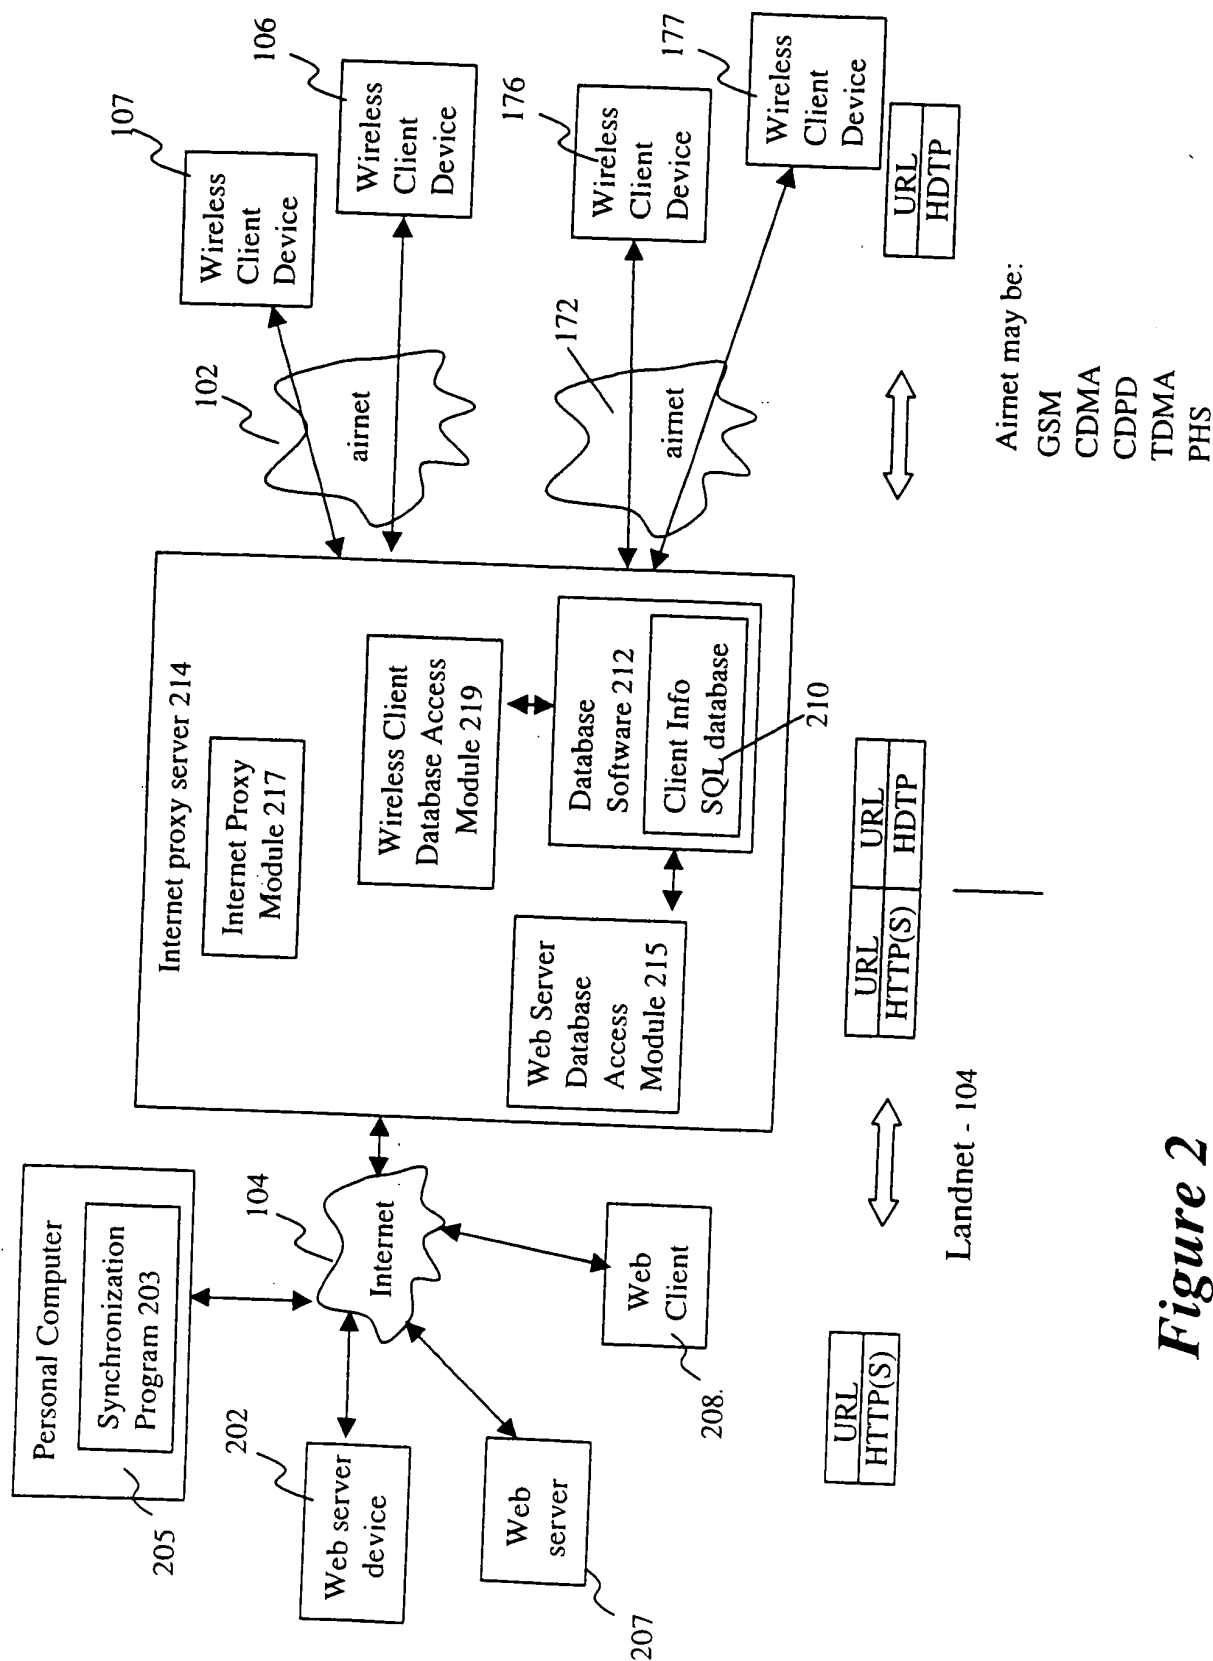 Personal Computer
Synchronization
Program 203
205
202
Web server
device
Web
server
207
Web
Client
208.
104
Internet
Internet proxy server 214
Internet Proxy
Module 217
Wireless Client
Database Access
Module 219
Web Server
Database
Access
Module 215
Database
Software 212
Client Info
SQL database
210
102
airnet
172
airnet
107
Wireless
Client
Device
106
Wireless
Client
Device
176
Wireless
Client
Device
177
Wireless
Client
Device
URL
HTTP(S)
URL
HTTP(S)
URL
HDTP
URL
HDTP
Landnet - 104
Airnet may be:
GSM
CDMA
CDPD
TDMA
PHS
Figure 2